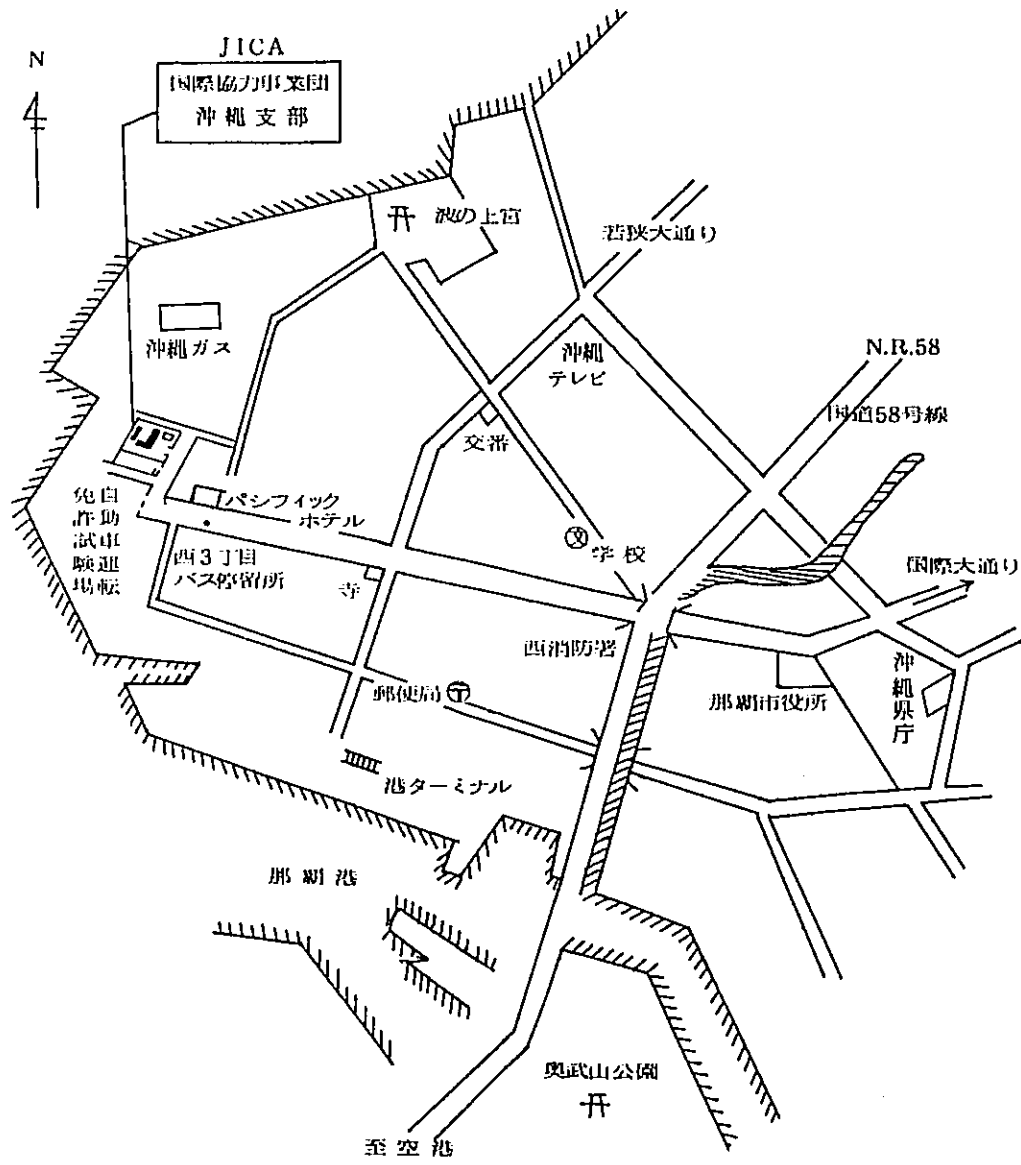 JICA
国際協力事業団
沖縄支部
N
波の上宮
若狭大通り
沖縄ガス
沖縄
テレビ
N.R.58
国道58号線
交番
パシフィック
ホテル
自動車運転
免許試験場
西3丁目
バス停留所
寺
文
学校
国際大通り
西消防署
郵便局
那覇市役所
沖縄県庁
港ターミナル
那覇港
奥武山公園
至空港